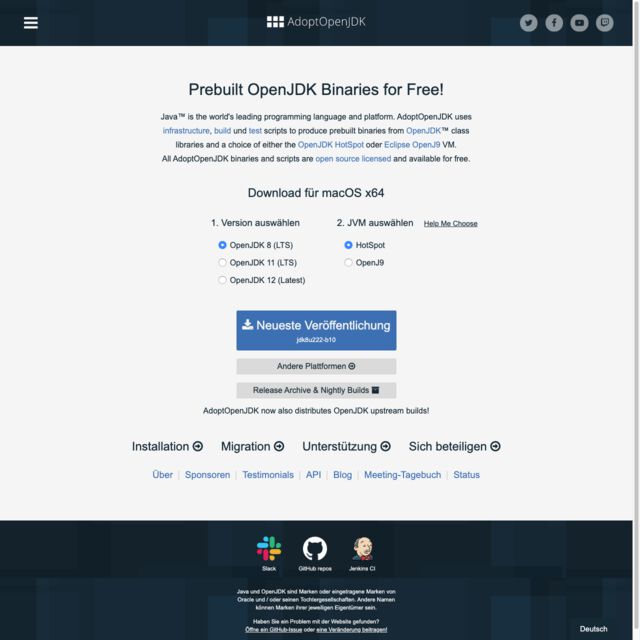 AdoptOpenJDK
Prebuilt OpenJDK Binaries for Free!
Java™ is the world's leading programming language and platform. AdoptOpenJDK uses
infrastructure, build und test scripts to produce prebuilt binaries from OpenJDK™ class
libraries and a choice of either the OpenJDK HotSpot oder Eclipse OpenJ9 VM.
All AdoptOpenJDK binaries and scripts are open source licensed and available for free.
Download für macOS x64
1. Version auswählen
OpenJDK 8 (LTS)
OpenJDK 11 (LTS)
OpenJDK 12 (Latest)
2. JVM auswählen Help Me Choose
HotSpot
OpenJ9
Neueste Veröffentlichung
jdk8u222-b10
Andere Plattformen
Release Archive & Nightly Builds
AdoptOpenJDK now also distributes OpenJDK upstream builds!
Installation Migration Unterstützung Sich beteiligen
Über | Sponsoren | Testimonials | API | Blog | Meeting-Tagebuch | Status
Slack GitHub repos Jenkins CI
Java und OpenJDK sind Marken oder eingetragene Marken von
Oracle und / oder seinen Tochtergesellschaften. Andere Namen
können Marken ihrer jeweiligen Eigentümer sein.
Haben Sie ein Problem mit der Website gefunden?
Öffne ein GitHub-Issue oder eine Veränderung beitragen!
Deutsch